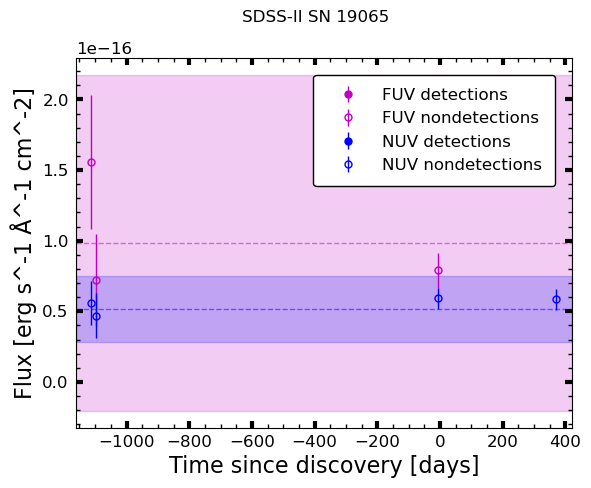 SDSS-II SN 19065
1e−16
FUV detections
FUV nondetections
NUV detections
NUV nondetections
2.0
1.5
1.0
0.5
0.0
Flux [erg s^-1 Å^-1 cm^-2]
−1000 −800 −600 −400 −200 0 200 400
Time since discovery [days]